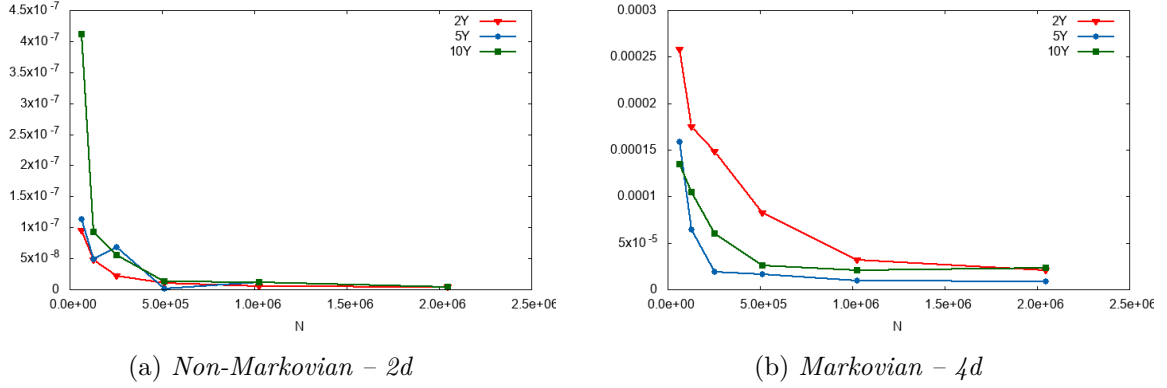 4.5x10 -7
4x10 -7
3.5x10 -7
3x10 -7
2.5x10 -7
2x10 -7
1.5x10 -7
1x10 -7
5x10 -8
0
0.0e+00 5.0e+05 1.0e+06 1.5e+06 2.0e+06 2.5e+06
N
2Y
5Y
10Y
(a) Non-Markovian – 2d
0.0003
0.00025
0.0002
0.00015
0.0001
5x10 -5
0
0.0e+00 5.0e+05 1.0e+06 1.5e+06 2.0e+06 2.5e+06
N
2Y
5Y
10Y
(b) Markovian – 4d